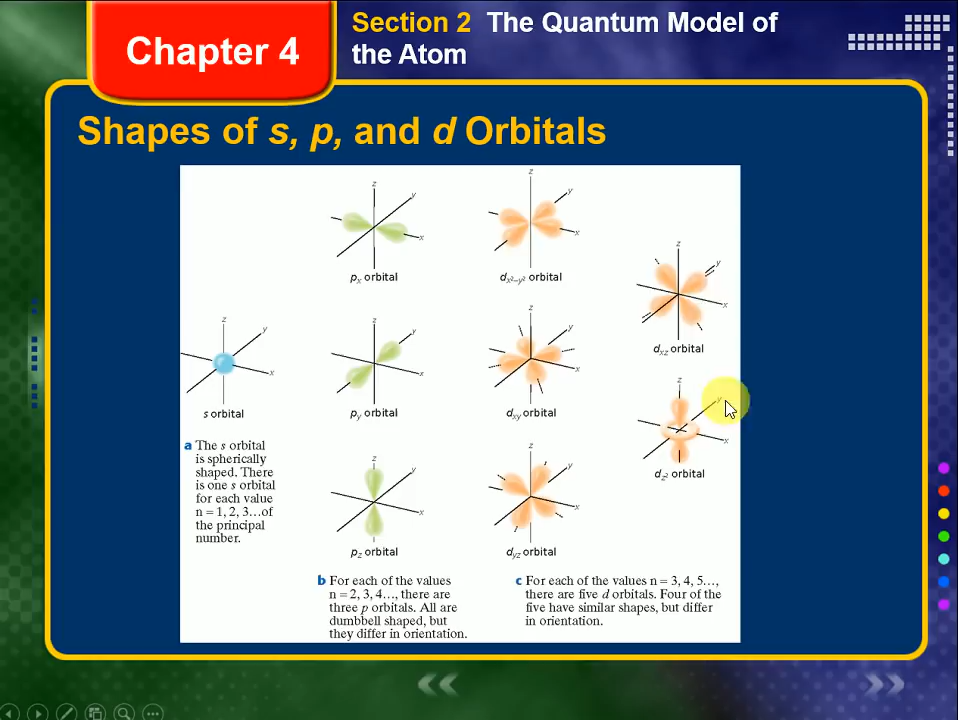 Chapter 4
Section 2 The Quantum Model of
the Atom
Shapes of s, p, and d Orbitals
z
y
x
s orbital
a The s orbital
is spherically
shaped. There
is one s orbital
for each value
n = 1, 2, 3…of
the principal
number.
z
y
x
px orbital
z
y
x
py orbital
z
y
x
pz orbital
b For each of the values
n = 2, 3, 4…, there are
three p orbitals. All are
dumbbell shaped, but
they differ in orientation.
z
y
x
dx²–y² orbital
z
y
x
dxy orbital
z
y
x
dyz orbital
z
y
x
dxz orbital
z
y
x
dz² orbital
c For each of the values n = 3, 4, 5…,
there are five d orbitals. Four of the
five have similar shapes, but differ
in orientation.